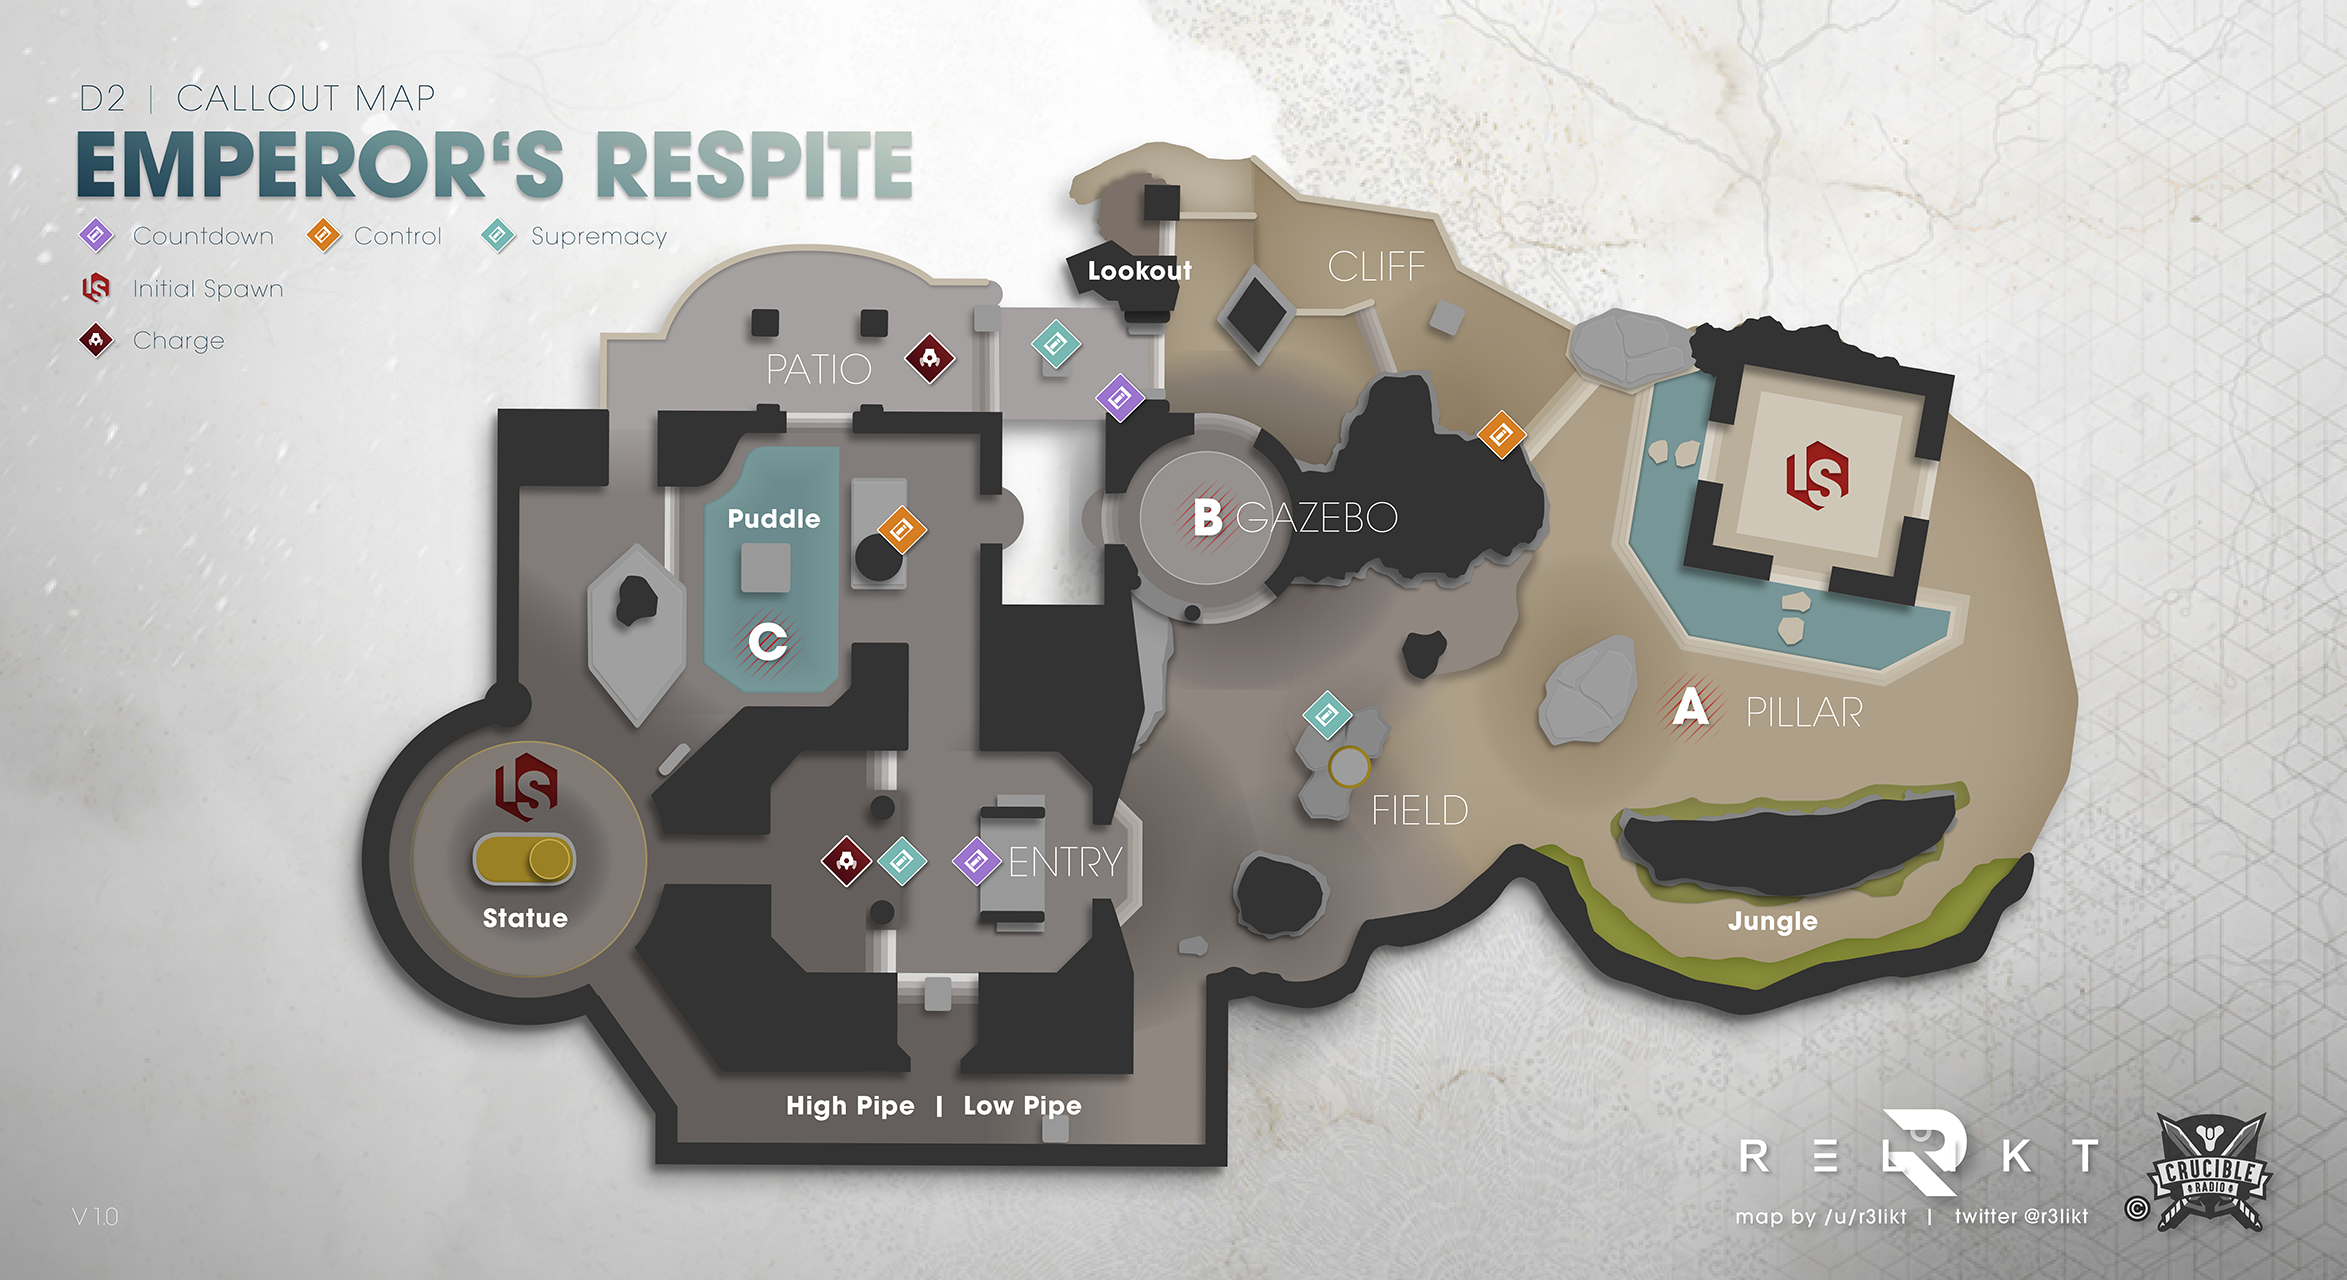 D2 | CALLOUT MAP
EMPEROR‘S RESPITE
Countdown Control Supremacy
Initial Spawn
Charge
Lookout
CLIFF
PATIO
Puddle
B GAZEBO
C
A PILLAR
FIELD
ENTRY
Statue
Jungle
High Pipe | Low Pipe
RELIKT
CRUCIBLE
RADIO
©
map by /u/r3likt | twitter @r3likt
V 1.0